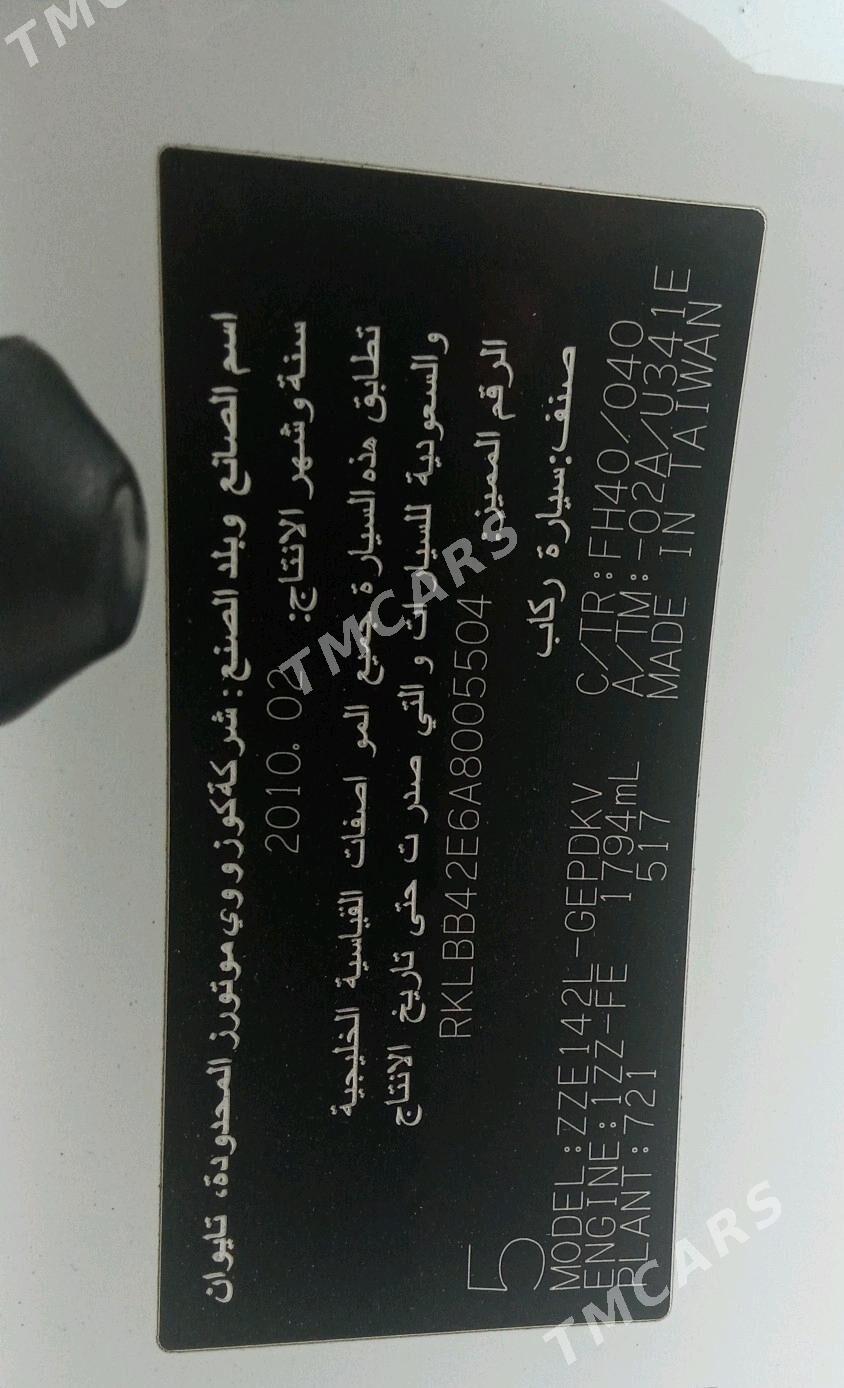 اسم الصانع وبلد الصنع: شركة كوزووي موتورز المحدودة، تايوان
سنة وشهر الانتاج: 2010. 02
تطابق هذه السيارة جميع المواصفات القياسية الخليجية
والسعودية للسيارات والتي صدرت حتى تاريخ الانتاج
الرقم المميز: RKLBB42E6A8005504
صنف: سيارة ركاب
5
MODEL:ZZE142L-GEPDKV C/TR:FH40/040
ENGINE:1ZZ-FE 1794mL A/TM:-02A/U341E
PLANT:721 517 MADE IN TAIWAN
TMCARS
TMCARS